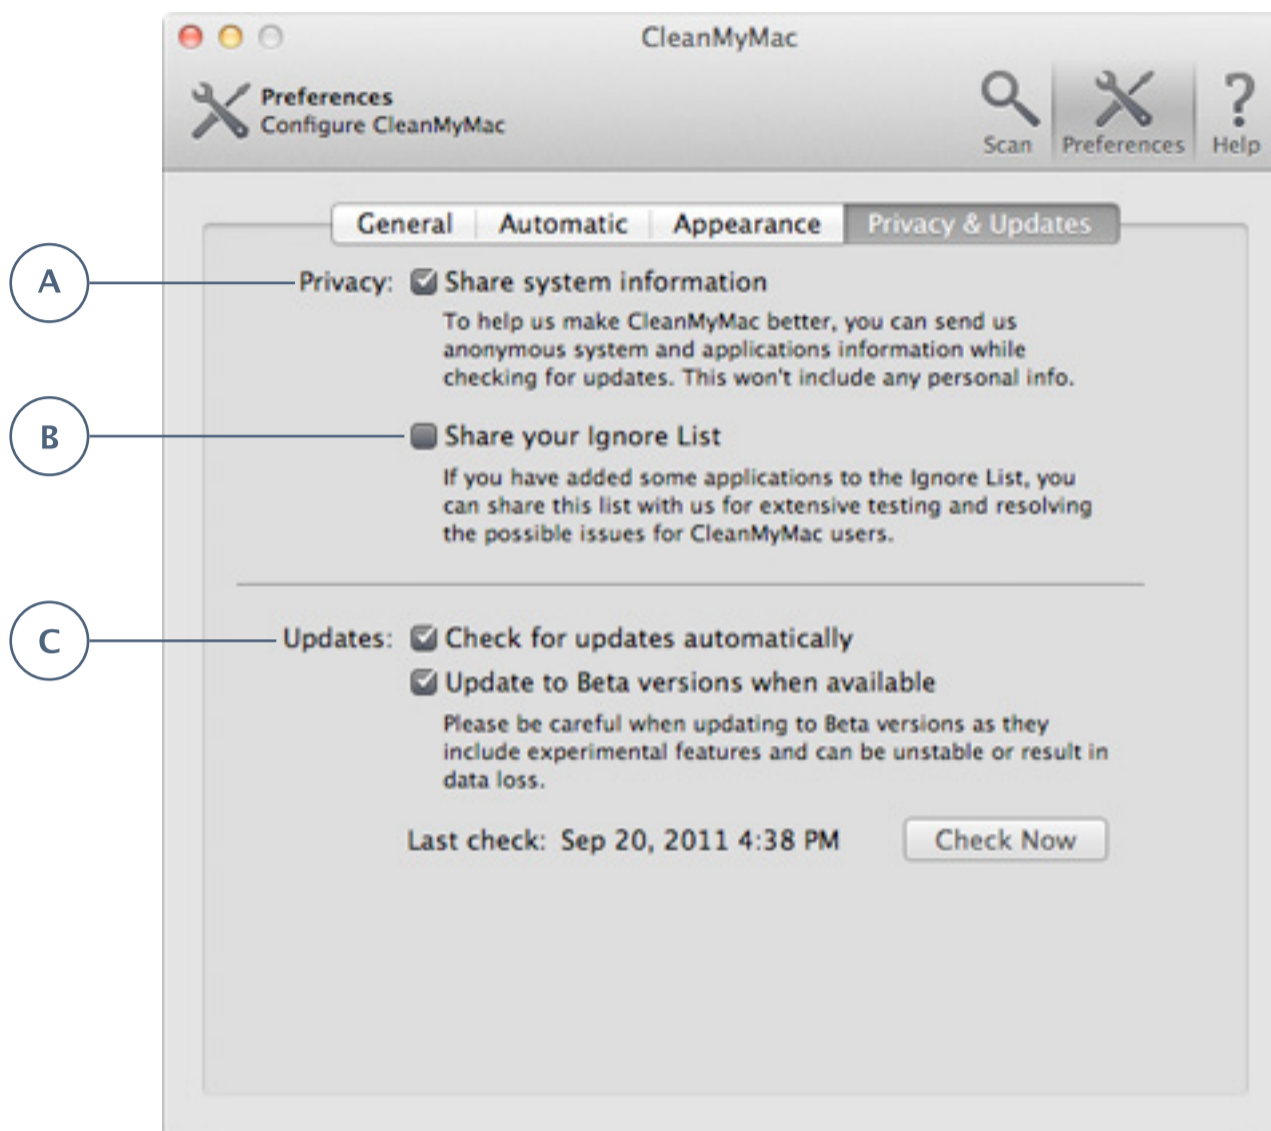 CleanMyMac
Preferences
Configure CleanMyMac
Scan
Preferences
Help
General
Automatic
Appearance
Privacy & Updates
A
Privacy: Share system information
To help us make CleanMyMac better, you can send us
anonymous system and applications information while
checking for updates. This won't include any personal info.
B
Share your Ignore List
If you have added some applications to the Ignore List, you
can share this list with us for extensive testing and resolving
the possible issues for CleanMyMac users.
C
Updates: Check for updates automatically
Update to Beta versions when available
Please be careful when updating to Beta versions as they
include experimental features and can be unstable or result in
data loss.
Last check: Sep 20, 2011 4:38 PM
Check Now